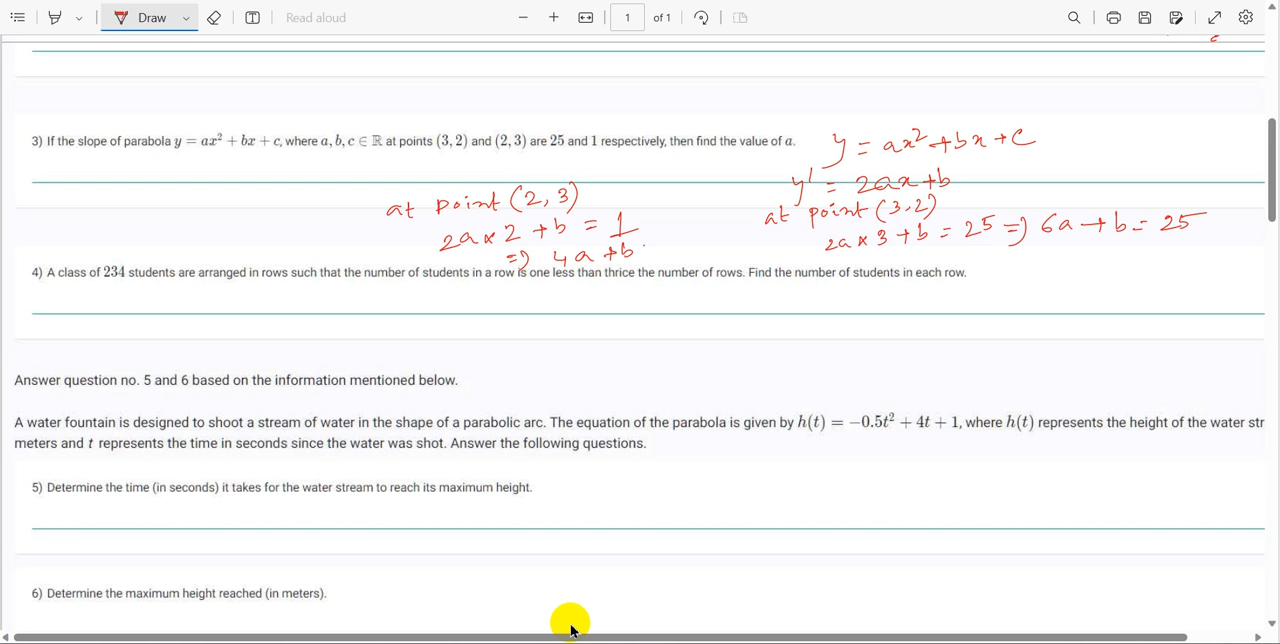 Draw
Read aloud
1 of 1
3) If the slope of parabola y = ax² + bx + c, where a, b, c ∈ ℝ at points (3, 2) and (2, 3) are 25 and 1 respectively, then find the value of a.
y = ax² + bx + c
y' = 2ax + b
at point (3,2)
2a x 3 + b = 25 => 6a + b = 25
at point (2, 3)
2a x 2 + b = 1
=> 4a + b
4) A class of 234 students are arranged in rows such that the number of students in a row is one less than thrice the number of rows. Find the number of students in each row.
Answer question no. 5 and 6 based on the information mentioned below.
A water fountain is designed to shoot a stream of water in the shape of a parabolic arc. The equation of the parabola is given by h(t) = −0.5t² + 4t + 1, where h(t) represents the height of the water str
meters and t represents the time in seconds since the water was shot. Answer the following questions.
5) Determine the time (in seconds) it takes for the water stream to reach its maximum height.
6) Determine the maximum height reached (in meters).